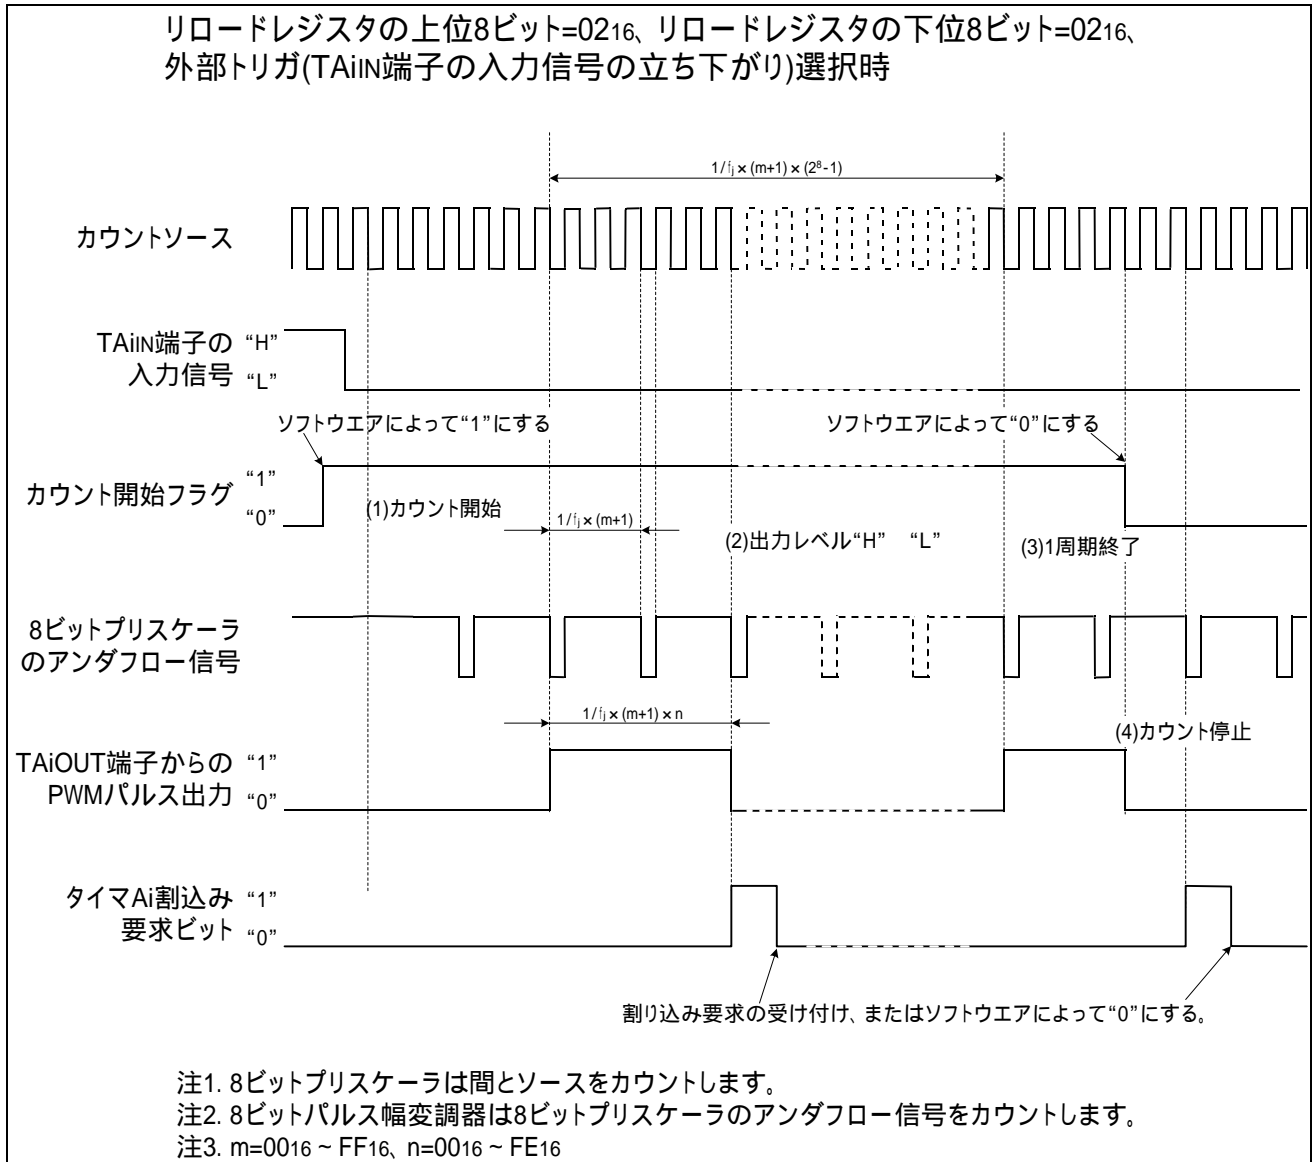 リロードレジスタの上位8ビット=0216、リロードレジスタの下位8ビット=0216、
外部トリガ(TAiIN端子の入力信号の立ち下がり)選択時
1/fj×(m+1)×(2⁸-1)
カウントソース
TAiIN端子の “H”
入力信号 “L”
ソフトウエアによって“1”にする
ソフトウエアによって“0”にする
カウント開始フラグ “1”
“0”
(1)カウント開始
1/fj×(m+1)
(2)出力レベル“H” “L”
(3)1周期終了
8ビットプリスケーラ
のアンダフロー信号
1/fj×(m+1)×n
(4)カウント停止
TAiOUT端子からの “1”
PWMパルス出力 “0”
タイマAi割込み “1”
要求ビット “0”
割り込み要求の受け付け、またはソフトウエアによって“0”にする。
注1. 8ビットプリスケーラは間とソースをカウントします。
注2. 8ビットパルス幅変調器は8ビットプリスケーラのアンダフロー信号をカウントします。
注3. m=0016 ~ FF16、n=0016 ~ FE16